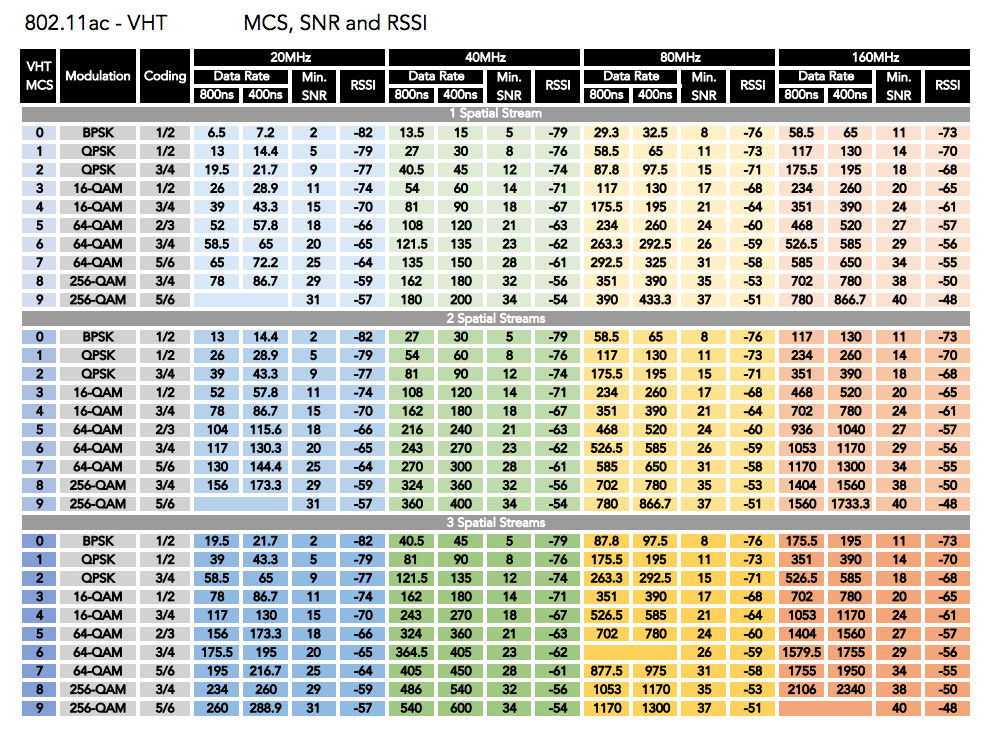 802.11ac - VHT MCS, SNR and RSSI
20MHz 40MHz 80MHz 160MHz
VHT MCS Modulation Coding Data Rate Min. SNR RSSI Data Rate Min. SNR RSSI Data Rate Min. SNR RSSI Data Rate Min. SNR RSSI
800ns 400ns 800ns 400ns 800ns 400ns 800ns 400ns
1 Spatial Stream
0 BPSK 1/2 6.5 7.2 2 -82 13.5 15 5 -79 29.3 32.5 8 -76 58.5 65 11 -73
1 QPSK 1/2 13 14.4 5 -79 27 30 8 -76 58.5 65 11 -73 117 130 14 -70
2 QPSK 3/4 19.5 21.7 9 -77 40.5 45 12 -74 87.8 97.5 15 -71 175.5 195 18 -68
3 16-QAM 1/2 26 28.9 11 -74 54 60 14 -71 117 130 17 -68 234 260 20 -65
4 16-QAM 3/4 39 43.3 15 -70 81 90 18 -67 175.5 195 21 -64 351 390 24 -61
5 64-QAM 2/3 52 57.8 18 -66 108 120 21 -63 234 260 24 -60 468 520 27 -57
6 64-QAM 3/4 58.5 65 20 -65 121.5 135 23 -62 263.3 292.5 26 -59 526.5 585 29 -56
7 64-QAM 5/6 65 72.2 25 -64 135 150 28 -61 292.5 325 31 -58 585 650 34 -55
8 256-QAM 3/4 78 86.7 29 -59 162 180 32 -56 351 390 35 -53 702 780 38 -50
9 256-QAM 5/6 31 -57 180 200 34 -54 390 433.3 37 -51 780 866.7 40 -48
2 Spatial Streams
0 BPSK 1/2 13 14.4 2 -82 27 30 5 -79 58.5 65 8 -76 117 130 11 -73
1 QPSK 1/2 26 28.9 5 -79 54 60 8 -76 117 130 11 -73 234 260 14 -70
2 QPSK 3/4 39 43.3 9 -77 81 90 12 -74 175.5 195 15 -71 351 390 18 -68
3 16-QAM 1/2 52 57.8 11 -74 108 120 14 -71 234 260 17 -68 468 520 20 -65
4 16-QAM 3/4 78 86.7 15 -70 162 180 18 -67 351 390 21 -64 702 780 24 -61
5 64-QAM 2/3 104 115.6 18 -66 216 240 21 -63 468 520 24 -60 936 1040 27 -57
6 64-QAM 3/4 117 130.3 20 -65 243 270 23 -62 526.5 585 26 -59 1053 1170 29 -56
7 64-QAM 5/6 130 144.4 25 -64 270 300 28 -61 585 650 31 -58 1170 1300 34 -55
8 256-QAM 3/4 156 173.3 29 -59 324 360 32 -56 702 780 35 -53 1404 1560 38 -50
9 256-QAM 5/6 31 -57 360 400 34 -54 780 866.7 37 -51 1560 1733.3 40 -48
3 Spatial Streams
0 BPSK 1/2 19.5 21.7 2 -82 40.5 45 5 -79 87.8 97.5 8 -76 175.5 195 11 -73
1 QPSK 1/2 39 43.3 5 -79 81 90 8 -76 175.5 195 11 -73 351 390 14 -70
2 QPSK 3/4 58.5 65 9 -77 121.5 135 12 -74 263.3 292.5 15 -71 526.5 585 18 -68
3 16-QAM 1/2 78 86.7 11 -74 162 180 14 -71 351 390 17 -68 702 780 20 -65
4 16-QAM 3/4 117 130 15 -70 243 270 18 -67 526.5 585 21 -64 1053 1170 24 -61
5 64-QAM 2/3 156 173.3 18 -66 324 360 21 -63 702 780 24 -60 1404 1560 27 -57
6 64-QAM 3/4 175.5 195 20 -65 364.5 405 23 -62 26 -59 1579.5 1755 29 -56
7 64-QAM 5/6 195 216.7 25 -64 405 450 28 -61 877.5 975 31 -58 1755 1950 34 -55
8 256-QAM 3/4 234 260 29 -59 486 540 32 -56 1053 1170 35 -53 2106 2340 38 -50
9 256-QAM 5/6 260 288.9 31 -57 540 600 34 -54 1170 1300 37 -51 40 -48